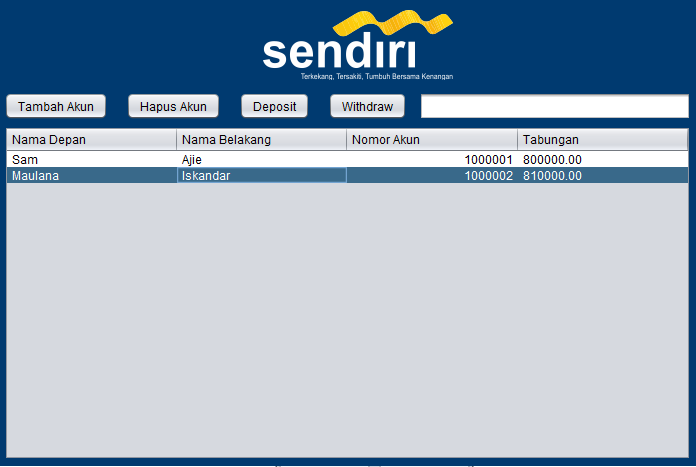 sendiri
Terkekang, Tersakiti, Tumbuh Bersama Kenangan
Tambah Akun Hapus Akun Deposit Withdraw
Nama Depan Nama Belakang Nomor Akun Tabungan
Sam Ajie 1000001 800000.00
Maulana Iskandar 1000002 810000.00